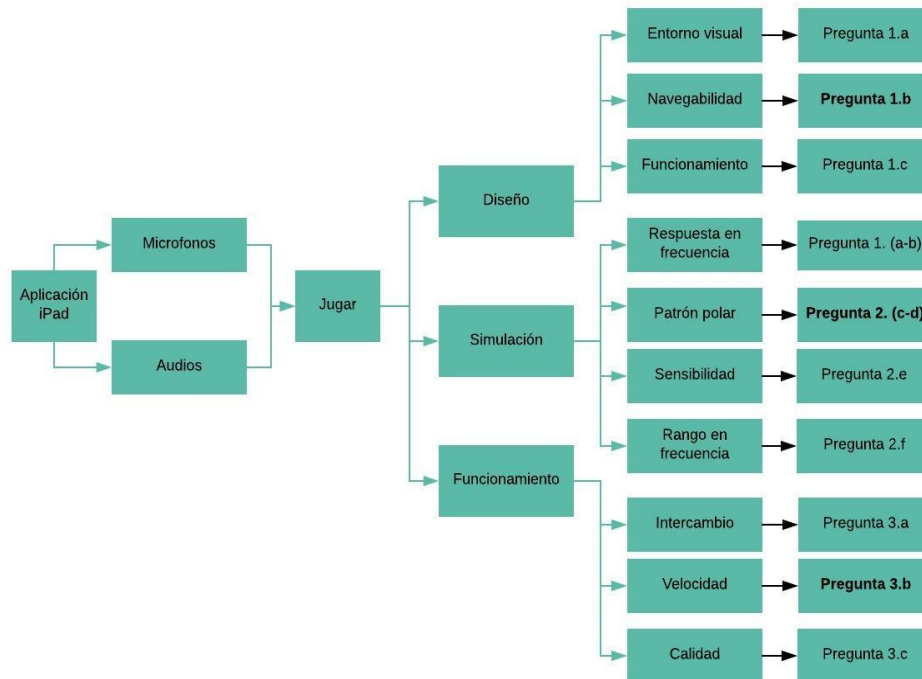 Entorno visual
Pregunta 1.a
Navegabilidad
Pregunta 1.b
Funcionamiento
Pregunta 1.c
Diseño
Microfonos
Respuesta en
frecuencia
Pregunta 1. (a-b)
Aplicación
iPad
Jugar
Patrón polar
Pregunta 2. (c-d)
Audios
Simulación
Sensibilidad
Pregunta 2.e
Rango en
frecuencia
Pregunta 2.f
Funcionamiento
Intercambio
Pregunta 3.a
Velocidad
Pregunta 3.b
Calidad
Pregunta 3.c